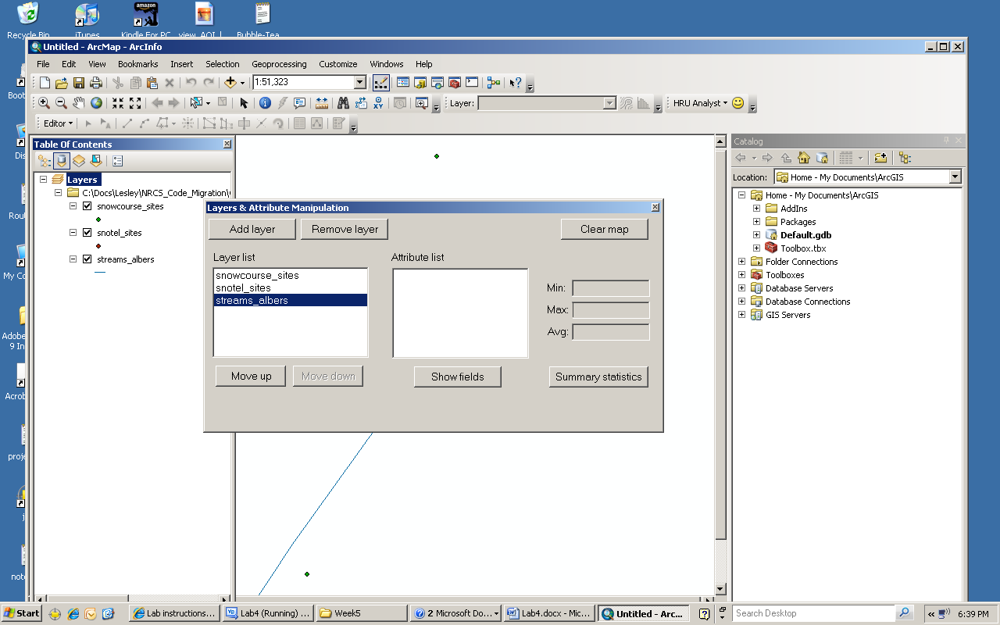 Recycle Bin
iTunes
Kindle For PC
view_AOI_l
Bubble-Tea
Untitled - ArcMap - ArcInfo
File Edit View Bookmarks Insert Selection Geoprocessing Customize Windows Help
1:51,323
Layer:
HRU Analyst
Editor
Table Of Contents
Layers
C:\Docs\Lesley\NRCS_Code_Migration\
snowcourse_sites
snotel_sites
streams_albers
Layers & Attribute Manipulation
Add layer
Remove layer
Clear map
Layer list
Attribute list
snowcourse_sites
snotel_sites
streams_albers
Min:
Max:
Avg:
Move up
Move down
Show fields
Summary statistics
Catalog
Location: Home - My Documents\ArcGIS
Home - My Documents\ArcGIS
AddIns
Packages
Default.gdb
Toolbox.tbx
Folder Connections
Toolboxes
Database Servers
Database Connections
GIS Servers
Boot
Dis
Rou
My Co
Adobe
9 In
Acrob
proje
j
note
Start
Lab instructions...
Lab4 (Running) ...
Week5
2 Microsoft Do...
Lab4.docx - Mic...
Untitled - Arc...
Search Desktop
6:39 PM